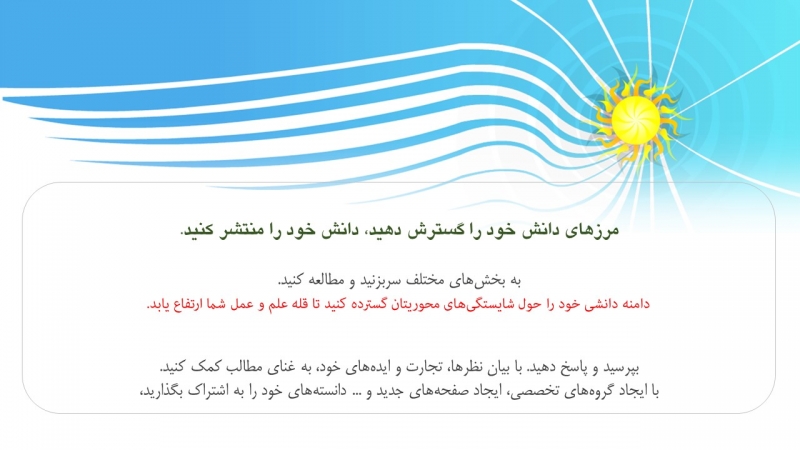 مرزهای دانش خود را گسترش دهید، دانش خود را منتشر کنید.
به بخش‌های مختلف سربزنید و مطالعه کنید.
دامنه دانشی خود را حول شایستگی‌های محوریتان گسترده کنید تا قله علم و عمل شما ارتفاع یابد.
بپرسید و پاسخ دهید. با بیان نظرها، تجارت و ایده‌های خود، به غنای مطالب کمک کنید.
با ایجاد گروه‌های تخصصی، ایجاد صفحه‌های جدید و ... دانسته‌های خود را به اشتراک بگذارید،